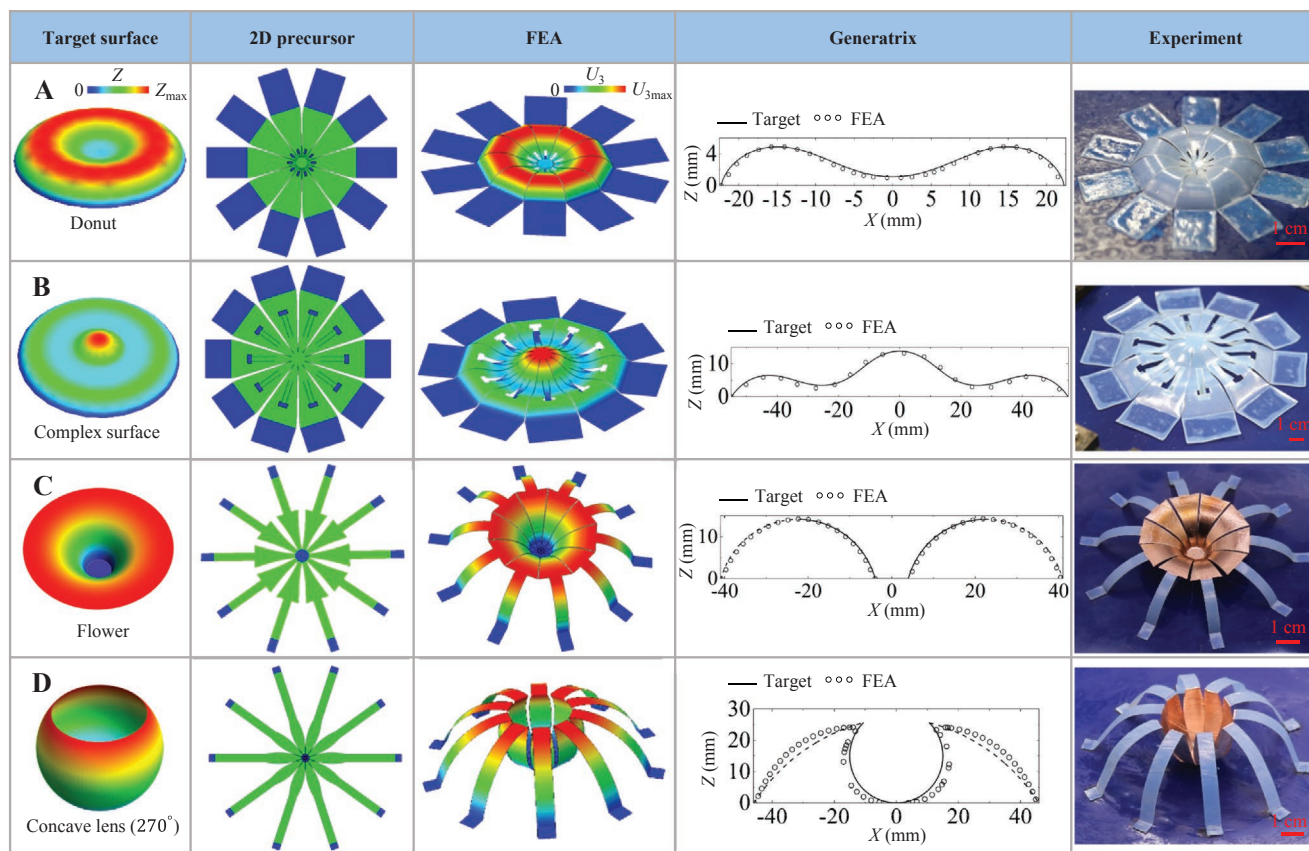 Target surface 2D precursor FEA Generatrix Experiment
A
Z
0 Zmax
Donut
0 U3 U3max
Target FEA
Z (mm)
4
2
0
-20 -15 -10 -5 0 5 10 15 20
X (mm)
1 cm
B
Complex surface
Target FEA
Z (mm)
10
0
-40 -20 0 20 40
X (mm)
1 cm
C
Flower
Target FEA
Z (mm)
10
0
-40 -20 0 20 40
X (mm)
1 cm
D
Concave lens (270°)
Target FEA
Z (mm)
30
20
10
0
-40 -20 0 20 40
X (mm)
1 cm